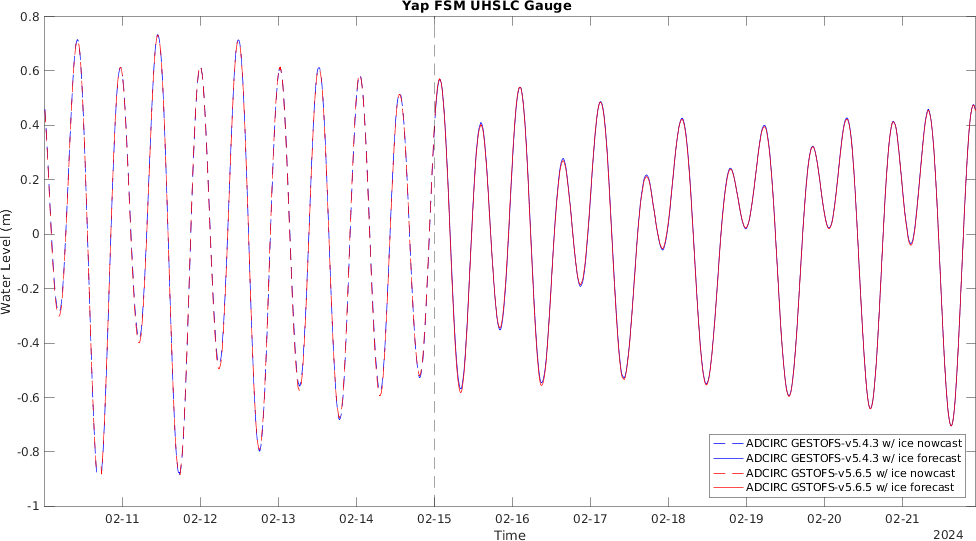 Yap FSM UHSLC Gauge
0.8
0.6
0.4
0.2
0
-0.2
-0.4
-0.6
-0.8
-1
Water Level (m)
02-11 02-12 02-13 02-14 02-15 02-16 02-17 02-18 02-19 02-20 02-21
Time
2024
ADCIRC GESTOFS-v5.4.3 w/ ice nowcast
ADCIRC GESTOFS-v5.4.3 w/ ice forecast
ADCIRC GSTOFS-v5.6.5 w/ ice nowcast
ADCIRC GSTOFS-v5.6.5 w/ ice forecast